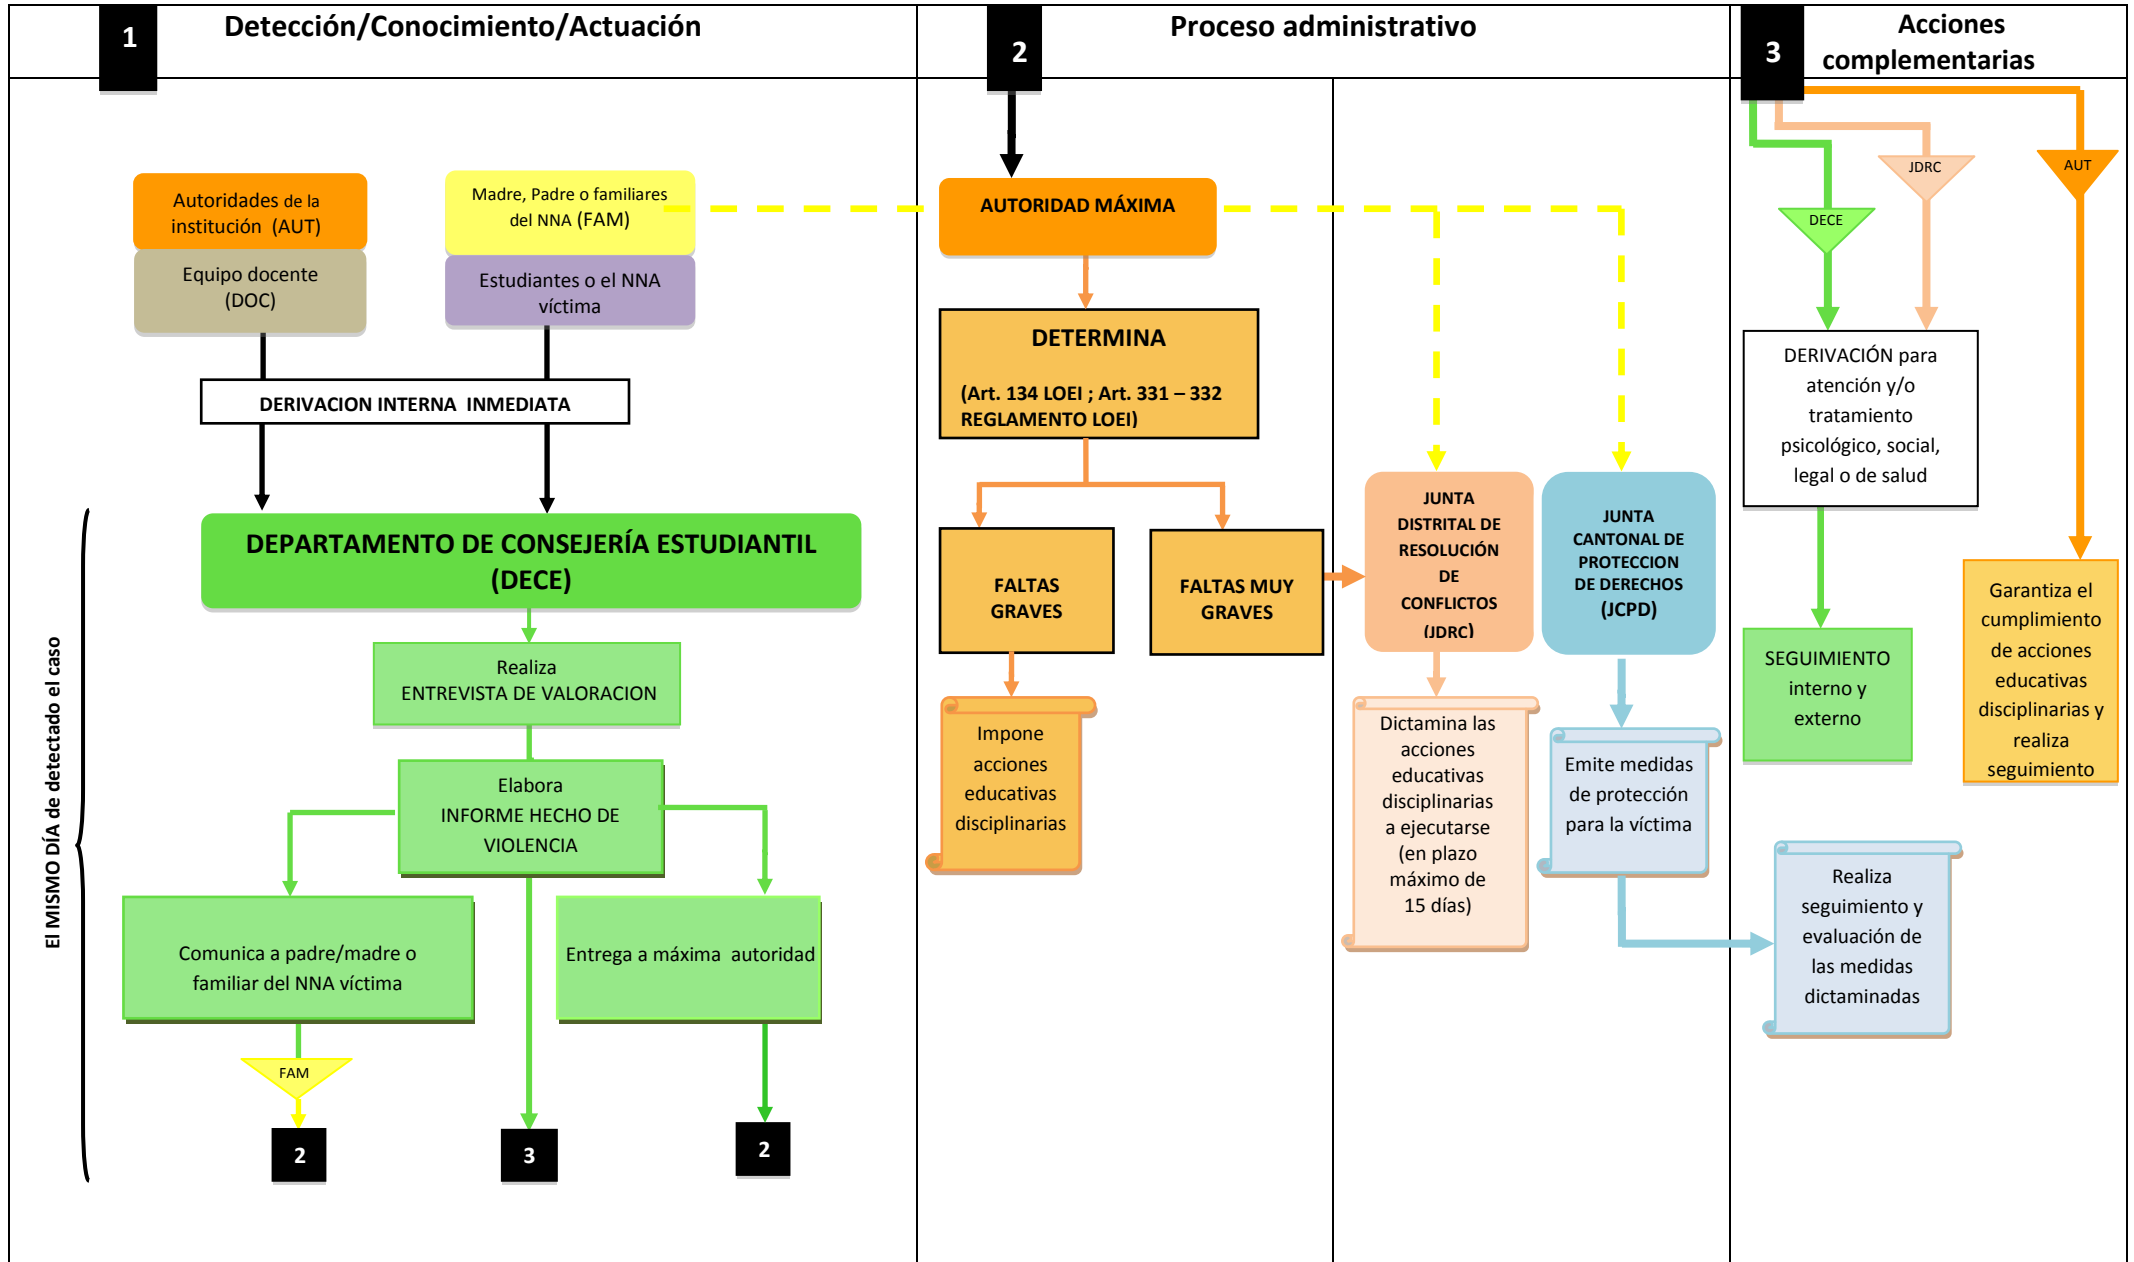 1
Detección/Conocimiento/Actuación
2
Proceso administrativo
3
Acciones
complementarias
Autoridades de la
institución (AUT)
Equipo docente
(DOC)
Madre, Padre o familiares
del NNA (FAM)
Estudiantes o el NNA
víctima
DERIVACION INTERNA INMEDIATA
El MISMO DÍA de detectado el caso
DEPARTAMENTO DE CONSEJERÍA ESTUDIANTIL
(DECE)
Realiza
ENTREVISTA DE VALORACION
Elabora
INFORME HECHO DE
VIOLENCIA
Comunica a padre/madre o
familiar del NNA víctima
Entrega a máxima autoridad
FAM
2
3
2
AUTORIDAD MÁXIMA
DETERMINA
(Art. 134 LOEI ; Art. 331 – 332
REGLAMENTO LOEI)
FALTAS
GRAVES
FALTAS MUY
GRAVES
Impone
acciones
educativas
disciplinarias
JUNTA
DISTRITAL DE
RESOLUCIÓN
DE
CONFLICTOS
(JDRC)
JUNTA
CANTONAL DE
PROTECCION
DE DERECHOS
(JCPD)
Dictamina las
acciones
educativas
disciplinarias
a ejecutarse
(en plazo
máximo de
15 días)
Emite medidas
de protección
para la víctima
DECE
JDRC
AUT
DERIVACIÓN para
atención y/o
tratamiento
psicológico, social,
legal o de salud
SEGUIMIENTO
interno y
externo
Garantiza el
cumplimiento
de acciones
educativas
disciplinarias y
realiza
seguimiento
Realiza
seguimiento y
evaluación de
las medidas
dictaminadas